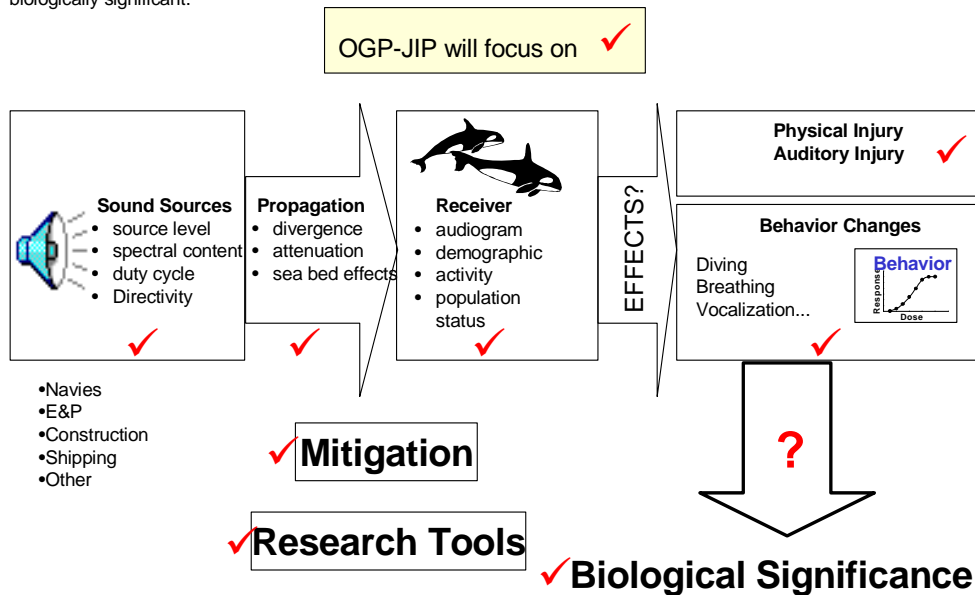 biologically significant.
OGP-JIP will focus on ✓
Sound Sources
• source level
• spectral content
• duty cycle
• Directivity
✓
Propagation
• divergence
• attenuation
• sea bed effects
✓
Receiver
• audiogram
• demographic
• activity
• population
status
✓
EFFECTS?
Physical Injury
Auditory Injury
✓
Behavior Changes
Diving
Breathing
Vocalization...
Behavior
Response
Dose
✓
•Navies
•E&P
•Construction
•Shipping
•Other
✓Mitigation
✓Research Tools
?
✓Biological Significance